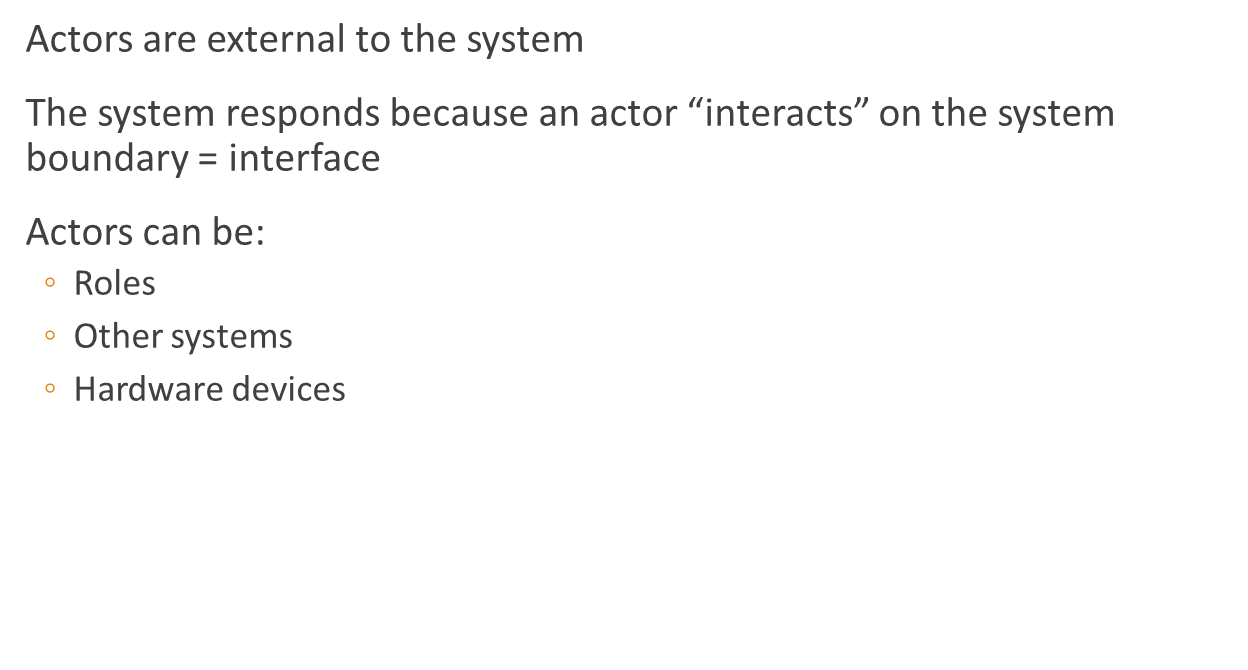 Actors are external to the system
The system responds because an actor “interacts” on the system
boundary = interface
Actors can be:
◦ Roles
◦ Other systems
◦ Hardware devices